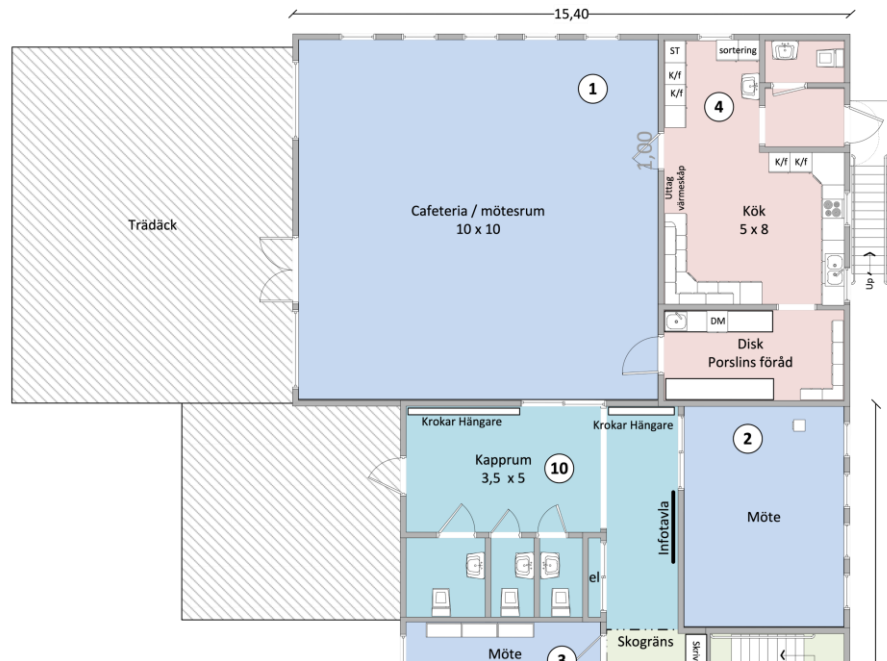 15,40
ST
sortering
K/f
K/f
1
4
1,00
K/f K/f
Uttag
värmeskåp
Trädäck
Cafeteria / mötesrum
10 x 10
Kök
5 x 8
Up
DM
Disk
Porslins föråd
Krokar Hängare
Krokar Hängare
2
Kapprum
3,5 x 5
10
Infotavla
Möte
el
Skogräns
Möte
3
Skriv